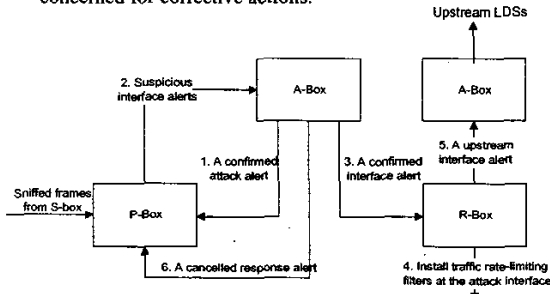 concerned for corrective actions.
Upstream LDSs
2. Suspicious
interface alerts
A-Box
A-Box
1. A confirmed
attack alert
3. A confirmed
interface alert
5. A upstream
interface alert
Sniffed frames
from S-box
P-Box
R-Box
6. A cancelled response alert
4. Install traffic rate-limiting
filters at the attack interface